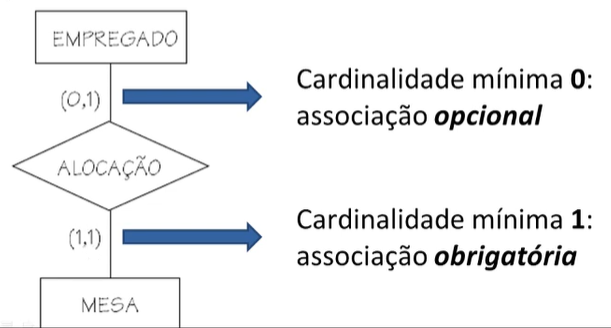 EMPREGADO
(0,1)
Cardinalidade mínima 0:
associação opcional
ALOCAÇÃO
(1,1)
Cardinalidade mínima 1:
associação obrigatória
MESA